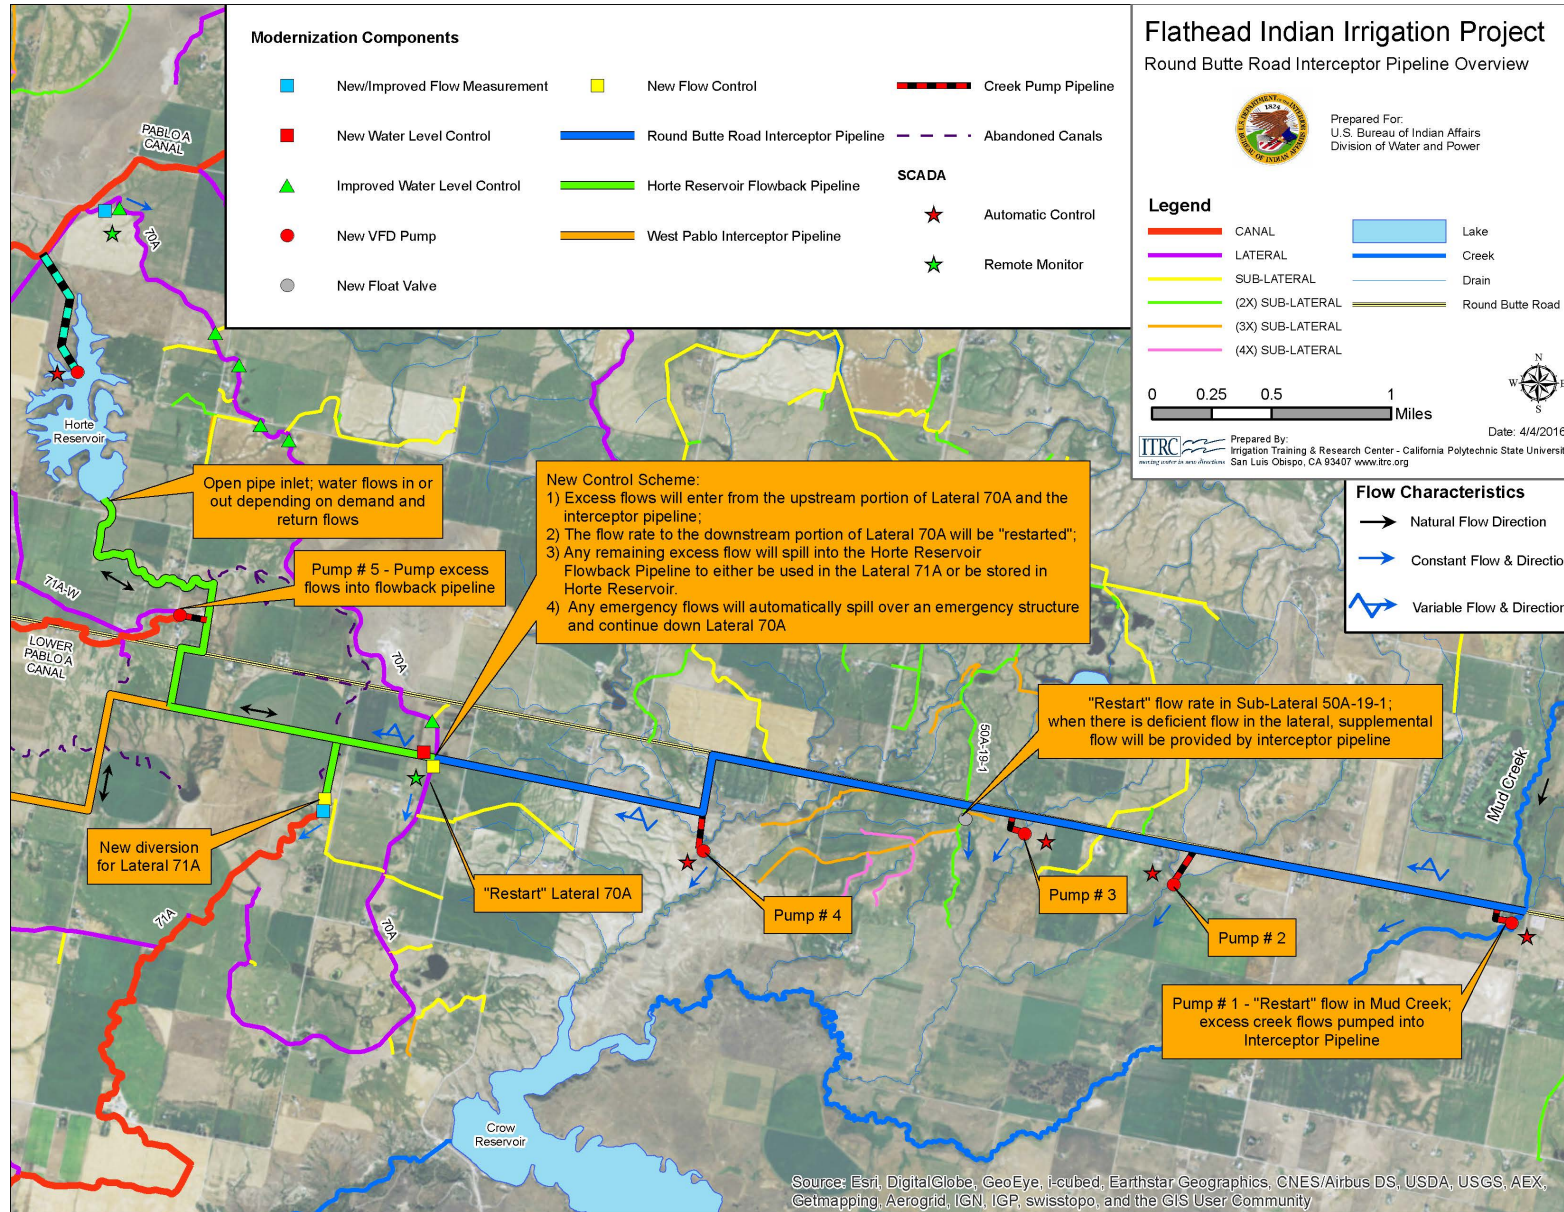 Modernization Components
New/Improved Flow Measurement
New Water Level Control
Improved Water Level Control
New VFD Pump
New Float Valve
New Flow Control
Round Butte Road Interceptor Pipeline
Horte Reservoir Flowback Pipeline
West Pablo Interceptor Pipeline
Creek Pump Pipeline
Abandoned Canals
SCADA
Automatic Control
Remote Monitor
Flathead Indian Irrigation Project
Round Butte Road Interceptor Pipeline Overview
Prepared For:
U.S. Bureau of Indian Affairs
Division of Water and Power
Legend
CANAL
LATERAL
SUB-LATERAL
(2X) SUB-LATERAL
(3X) SUB-LATERAL
(4X) SUB-LATERAL
Lake
Creek
Drain
Round Butte Road
N
W E
S
0 0.25 0.5 1
Miles
Date: 4/4/2016
ITRC
moving water in new directions
Prepared By:
Irrigation Training & Research Center - California Polytechnic State Universit
San Luis Obispo, CA 93407 www.itrc.org
Flow Characteristics
Natural Flow Direction
Constant Flow & Directio
Variable Flow & Direction
PABLO A
CANAL
70A
Horte
Reservoir
Open pipe inlet; water flows in or
out depending on demand and
return flows
Pump # 5 - Pump excess
flows into flowback pipeline
New Control Scheme:
1) Excess flows will enter from the upstream portion of Lateral 70A and the
interceptor pipeline;
2) The flow rate to the downstream portion of Lateral 70A will be "restarted";
3) Any remaining excess flow will spill into the Horte Reservoir
Flowback Pipeline to either be used in the Lateral 71A or be stored in
Horte Reservoir.
4) Any emergency flows will automatically spill over an emergency structure
and continue down Lateral 70A
71A-W
LOWER
PABLO A
CANAL
70A
"Restart" flow rate in Sub-Lateral 50A-19-1;
when there is deficient flow in the lateral, supplemental
flow will be provided by interceptor pipeline
50A-19-1
Mud Creek
New diversion
for Lateral 71A
"Restart" Lateral 70A
Pump # 4
Pump # 3
Pump # 2
71A
70A
Pump # 1 - "Restart" flow in Mud Creek;
excess creek flows pumped into
Interceptor Pipeline
Crow
Reservoir
Source: Esri, DigitalGlobe, GeoEye, i-cubed, Earthstar Geographics, CNES/Airbus DS, USDA, USGS, AEX,
Getmapping, Aerogrid, IGN, IGP, swisstopo, and the GIS User Community